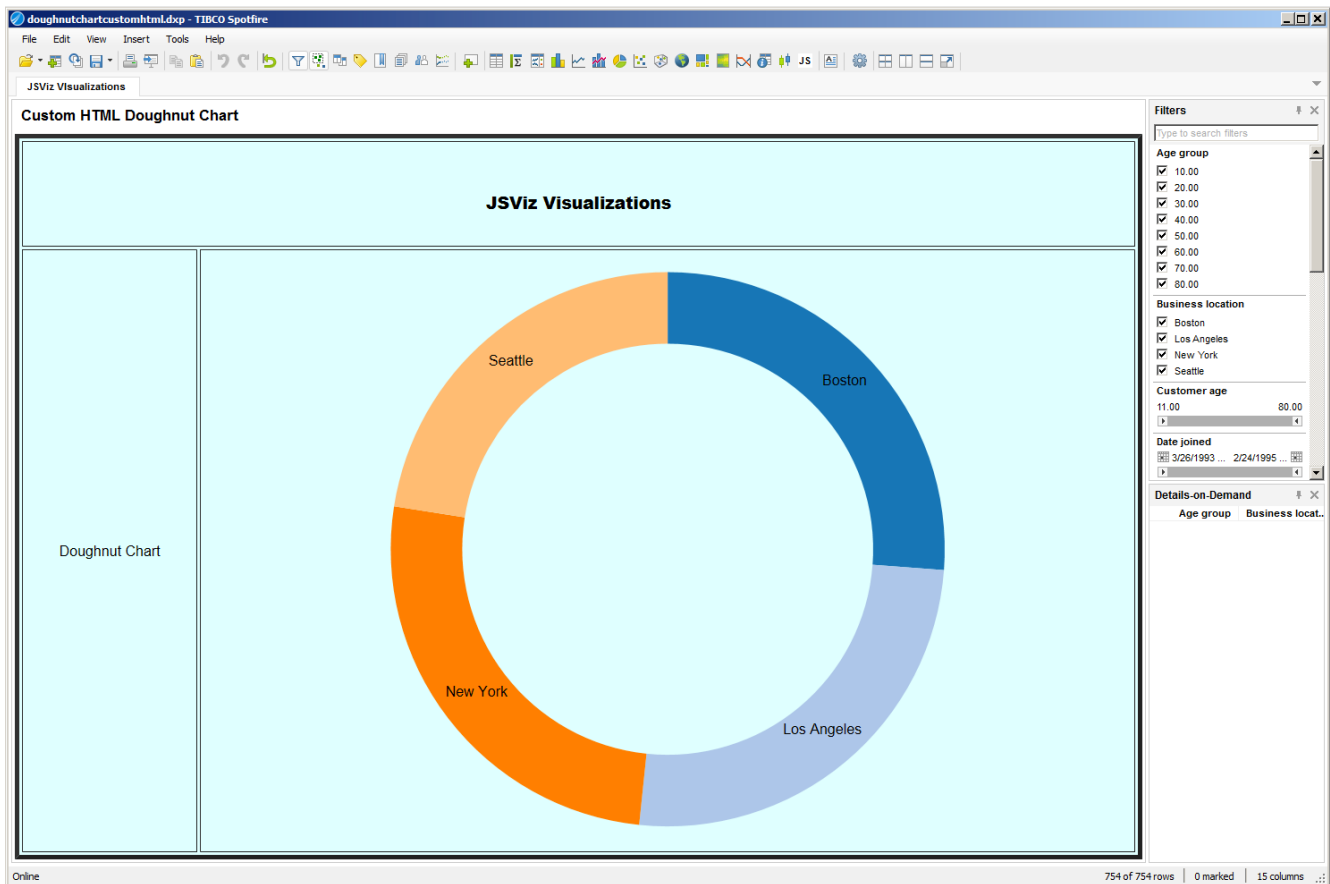 doughnutchartcustomhtml.dxp - TIBCO Spotfire
File Edit View Insert Tools Help
JS
JSViz VIsualizations
Custom HTML Doughnut Chart
JSViz Visualizations
Doughnut Chart
Seattle
Boston
New York
Los Angeles
Filters
Type to search filters
Age group
10.00
20.00
30.00
40.00
50.00
60.00
70.00
80.00
Business location
Boston
Los Angeles
New York
Seattle
Customer age
11.00 80.00
Date joined
3/26/1993 ... 2/24/1995 ...
Details-on-Demand
Age group Business locat..
Online 754 of 754 rows 0 marked 15 columns